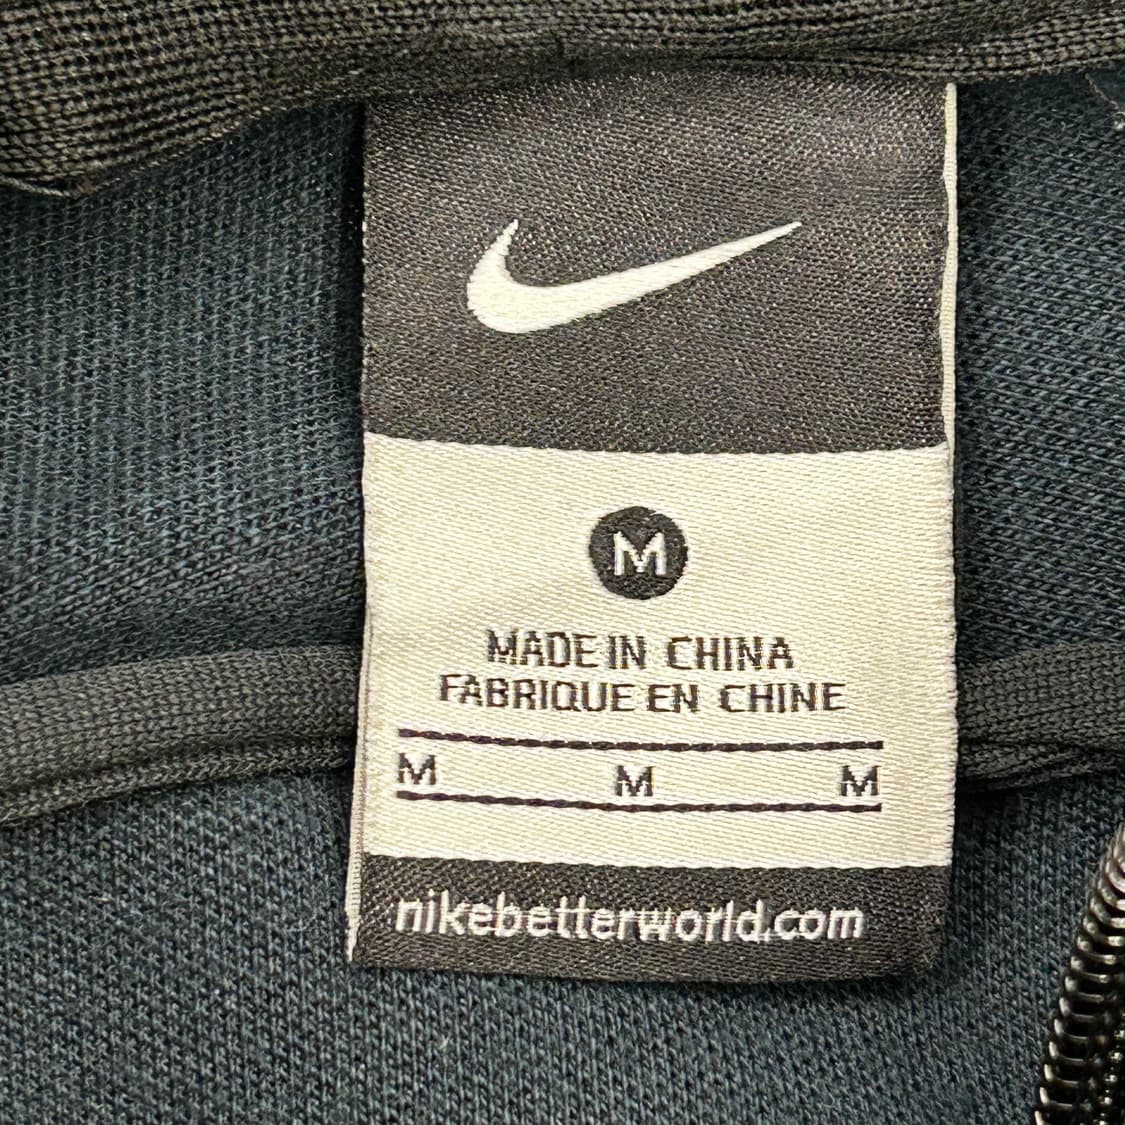 M
MADE IN CHINA
FABRIQUE EN CHINE
M M M
nikebetterworld.com